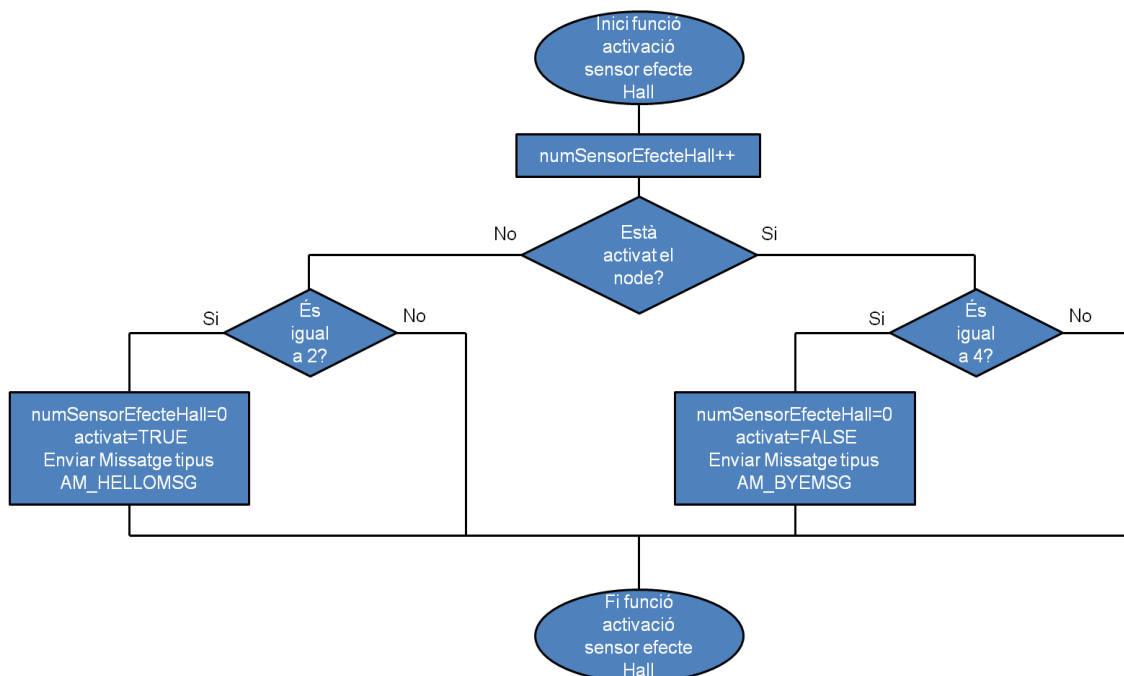 Inici funció
activació
sensor efecte
Hall
numSensorEfecteHall++
Està
activat el
node?
No
Si
És
igual
a 2?
Si
No
És
igual
a 4?
Si
No
numSensorEfecteHall=0
activat=TRUE
Enviar Missatge tipus
AM_HELLOMSG
numSensorEfecteHall=0
activat=FALSE
Enviar Missatge tipus
AM_BYEMSG
Fi funció
activació
sensor efecte
Hall